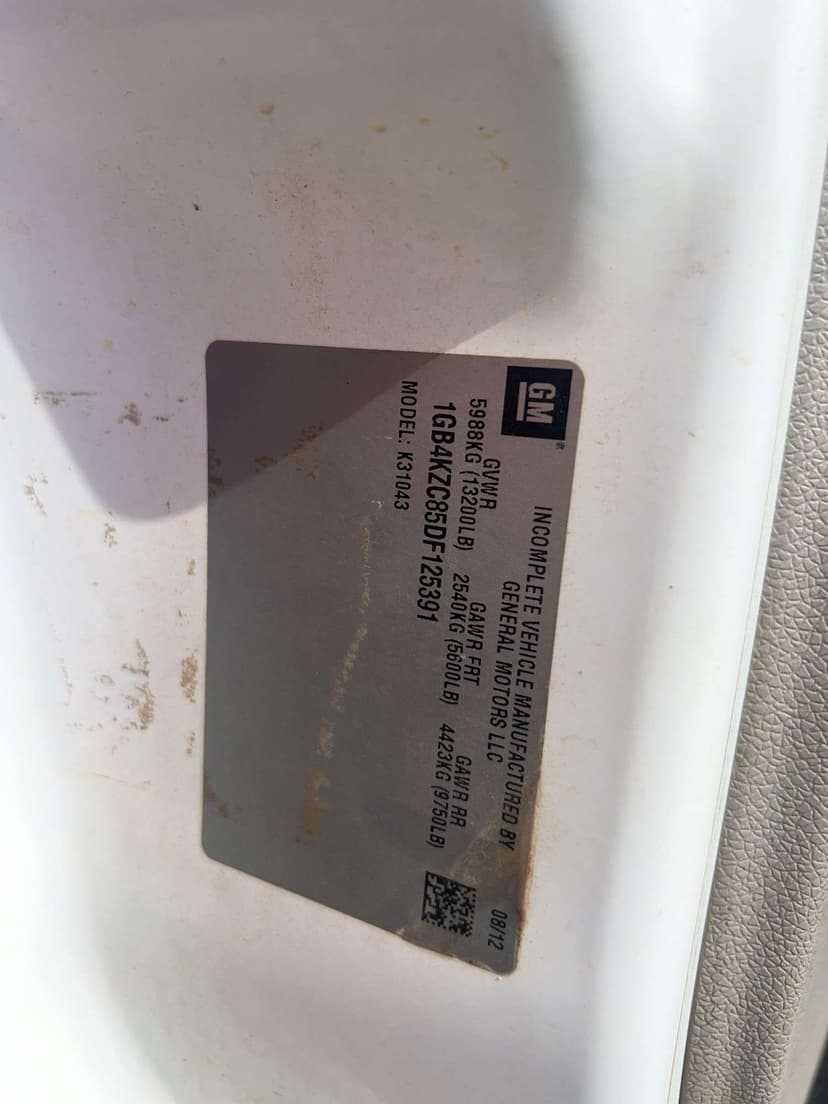 GM®
INCOMPLETE VEHICLE MANUFACTURED BY
GENERAL MOTORS LLC
08/12
GVWR GAWR FRT GAWR RR
5988KG (13200LB) 2540KG (5600LB) 4423KG (9750LB)
1GB4KZC85DF125391
MODEL: K31043